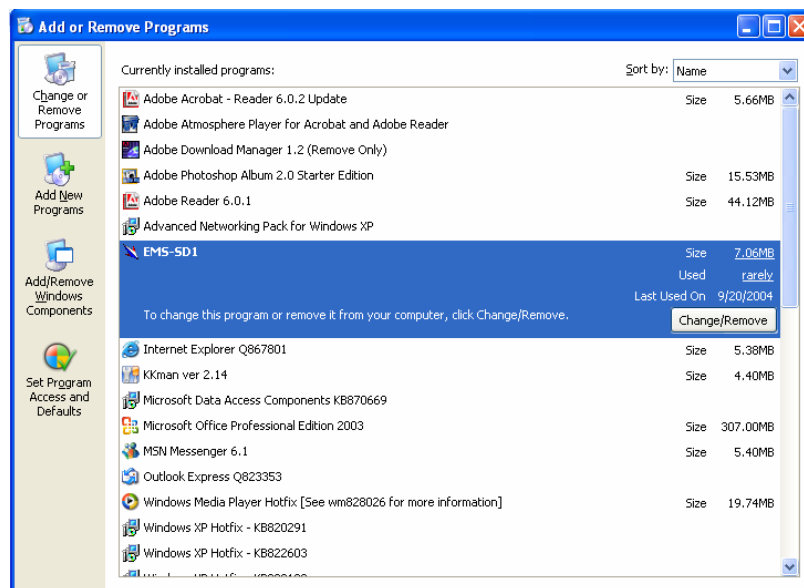 Add or Remove Programs
Change or
Remove
Programs
Add New
Programs
Add/Remove
Windows
Components
Set Program
Access and
Defaults
Currently installed programs:
Sort by: Name
Adobe Acrobat - Reader 6.0.2 Update Size 5.66MB
Adobe Atmosphere Player for Acrobat and Adobe Reader
Adobe Download Manager 1.2 (Remove Only)
Adobe Photoshop Album 2.0 Starter Edition Size 15.53MB
Adobe Reader 6.0.1 Size 44.12MB
Advanced Networking Pack for Windows XP
EMS-SD1 Size 7.06MB
Used rarely
Last Used On 9/20/2004
To change this program or remove it from your computer, click Change/Remove. Change/Remove
Internet Explorer Q867801 Size 5.38MB
KKman ver 2.14 Size 4.40MB
Microsoft Data Access Components KB870669
Microsoft Office Professional Edition 2003 Size 307.00MB
MSN Messenger 6.1 Size 5.40MB
Outlook Express Q823353
Windows Media Player Hotfix [See wm828026 for more information] Size 19.74MB
Windows XP Hotfix - KB820291
Windows XP Hotfix - KB822603